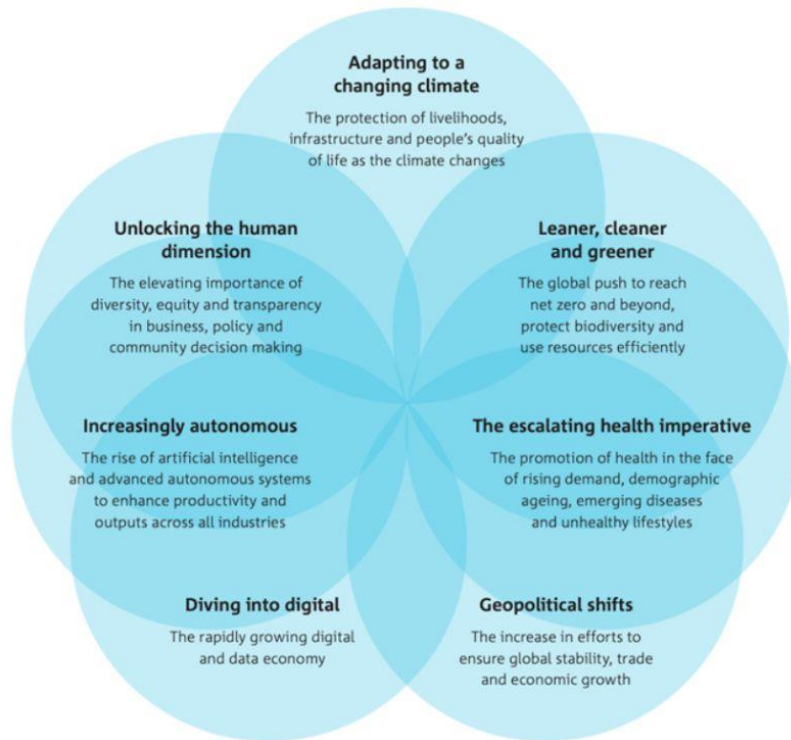 Adapting to a
changing climate
The protection of livelihoods,
infrastructure and people's quality
of life as the climate changes
Unlocking the human
dimension
The elevating importance of
diversity, equity and transparency
in business, policy and
community decision making
Leaner, cleaner
and greener
The global push to reach
net zero and beyond,
protect biodiversity and
use resources efficiently
Increasingly autonomous
The rise of artificial intelligence
and advanced autonomous systems
to enhance productivity and
outputs across all industries
The escalating health imperative
The promotion of health in the face
of rising demand, demographic
ageing, emerging diseases
and unhealthy lifestyles
Diving into digital
The rapidly growing digital
and data economy
Geopolitical shifts
The increase in efforts to
ensure global stability, trade
and economic growth